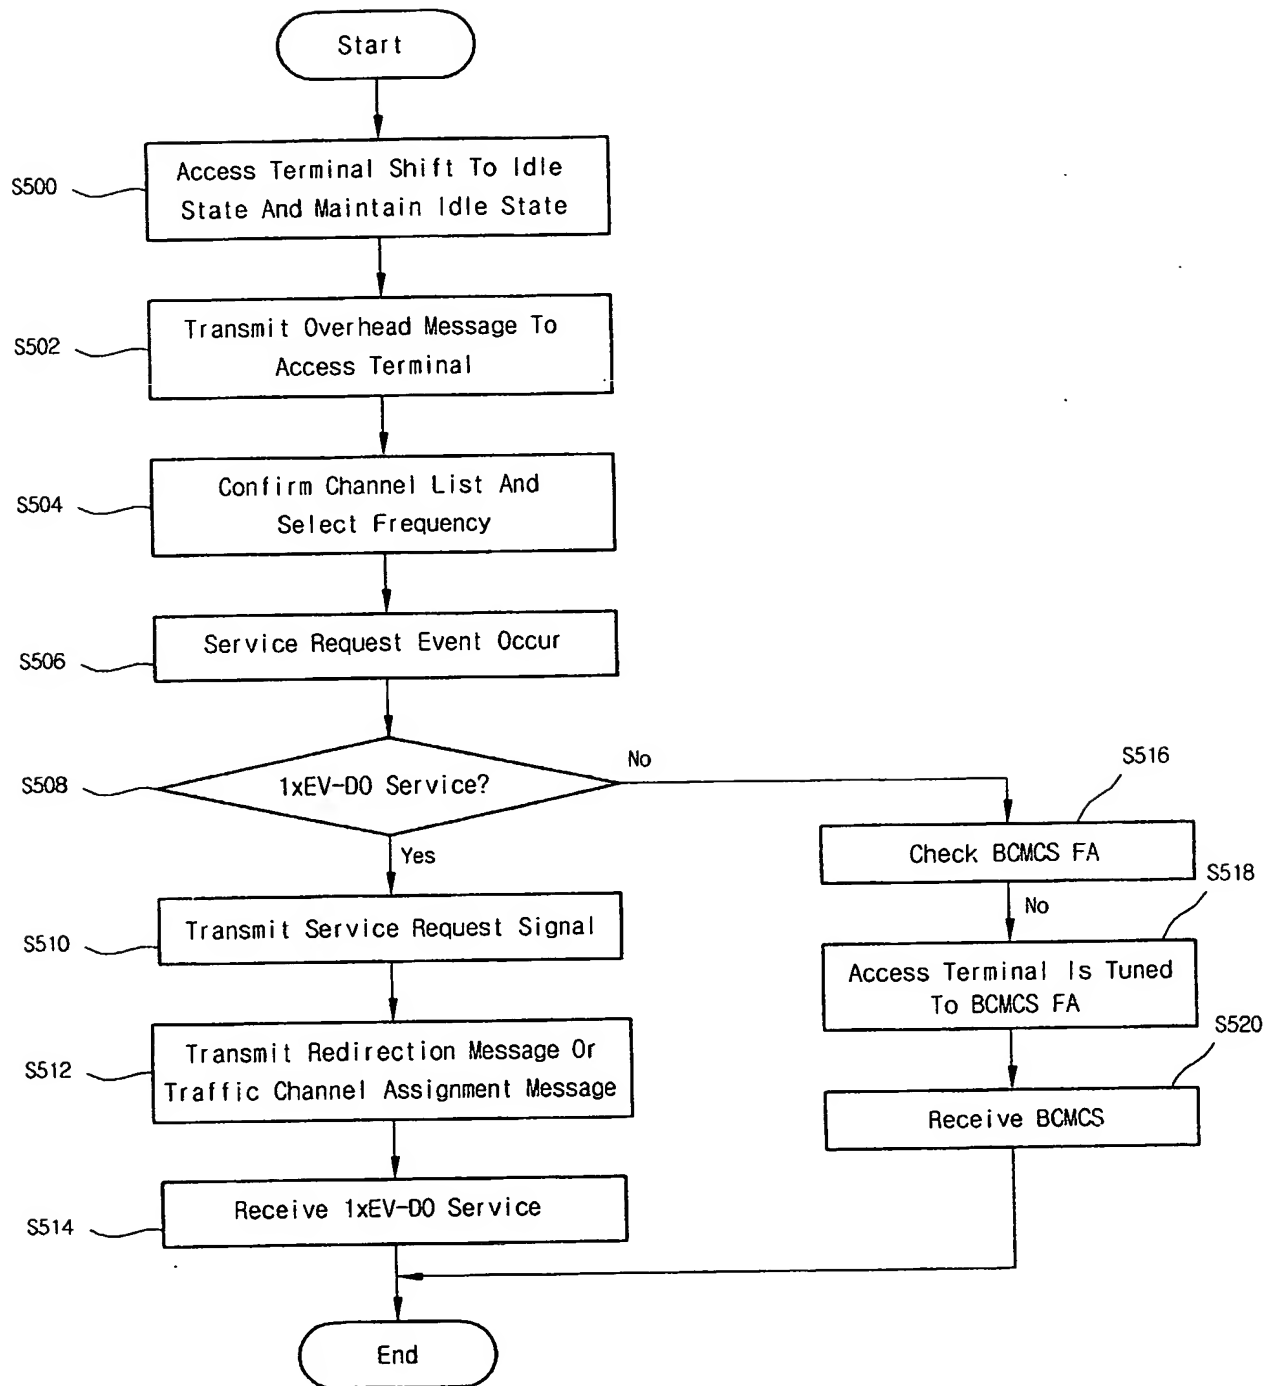 Start
S500
Access Terminal Shift To Idle
State And Maintain Idle State
S502
Transmit Overhead Message To
Access Terminal
S504
Confirm Channel List And
Select Frequency
S506
Service Request Event Occur
S508
1xEV-DO Service?
No
Yes
S510
Transmit Service Request Signal
S512
Transmit Redirection Message Or
Traffic Channel Assignment Message
S514
Receive 1xEV-DO Service
S516
Check BCMCS FA
No
S518
Access Terminal Is Tuned
To BCMCS FA
S520
Receive BCMCS
End